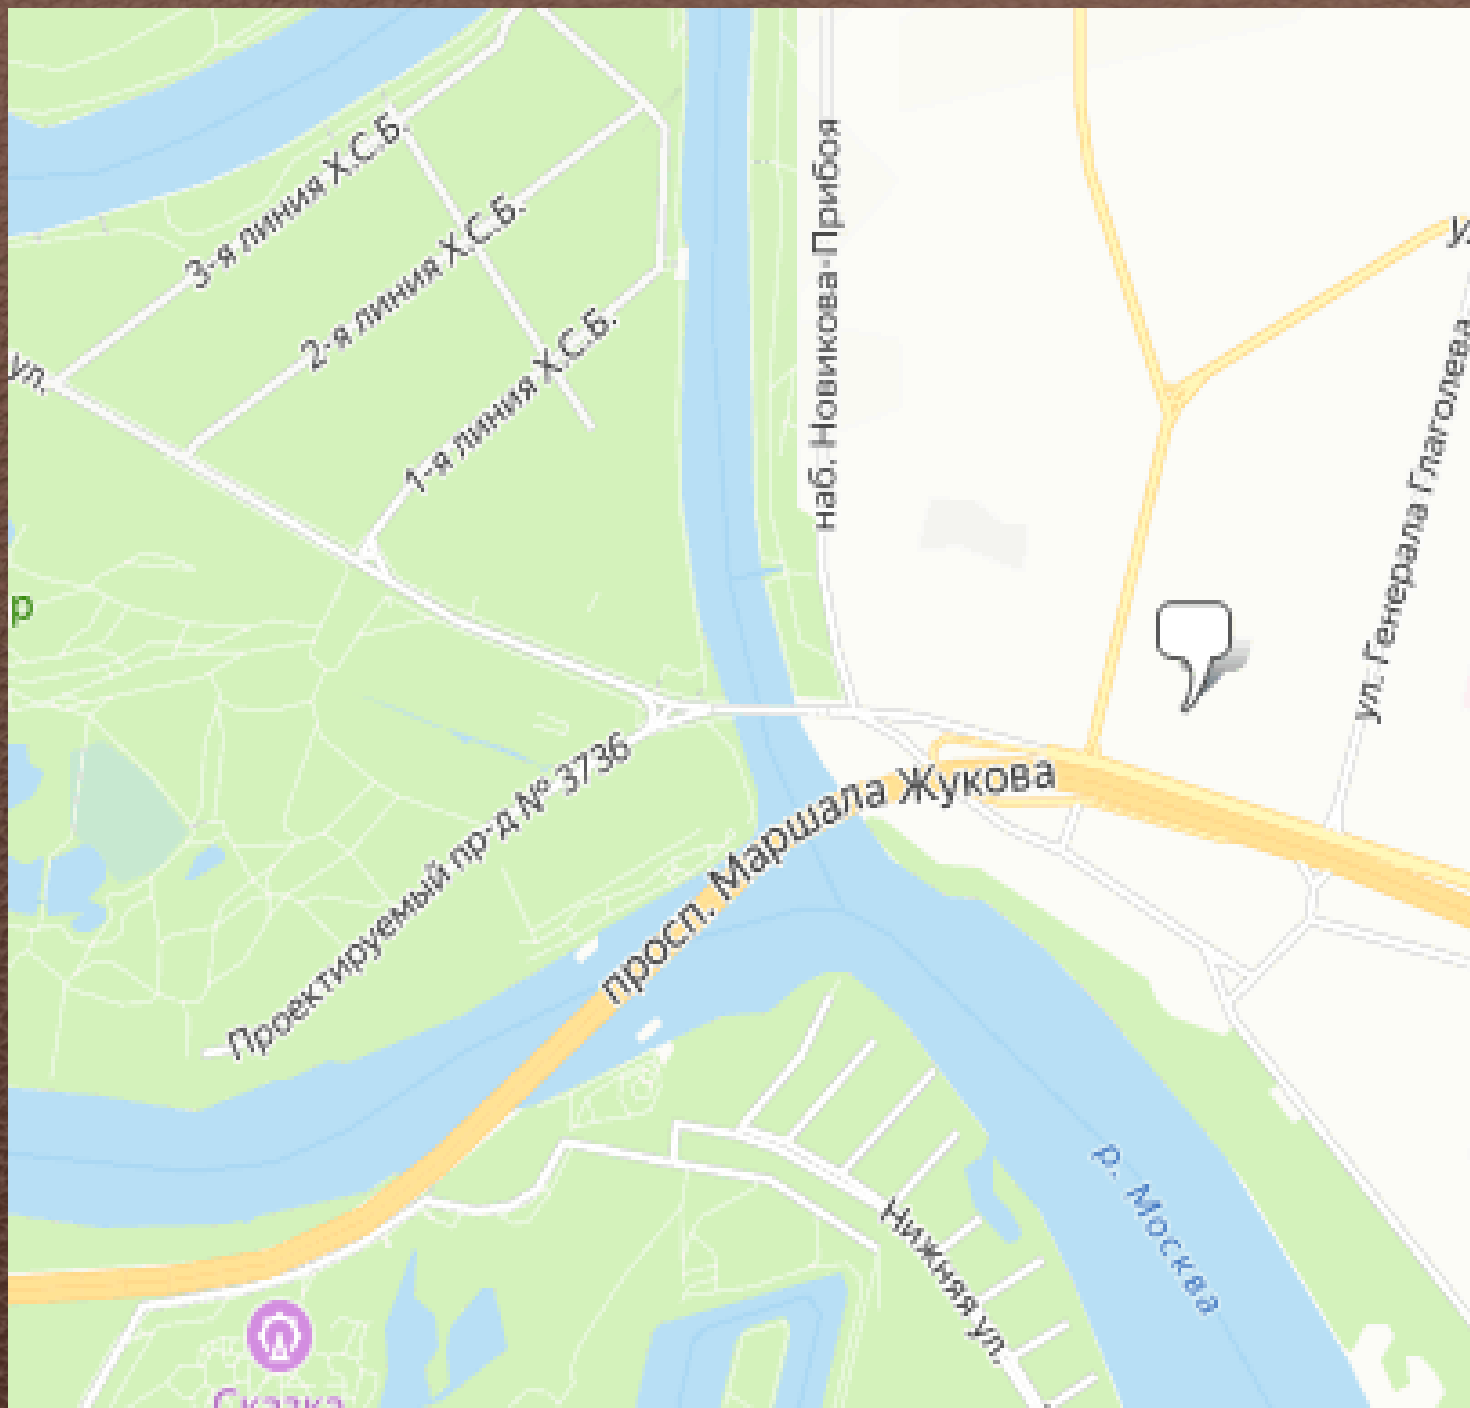 3-я линия Х.С.Б.
2-я линия Х.С.Б.
1-я линия Х.С.Б.
ул.
наб. Новикова-Прибоя
у
ул. Генерала Глаголева
р
Проектируемый пр-д № 3736
просп. Маршала Жукова
р. Москва
Нижняя ул.
Сказка